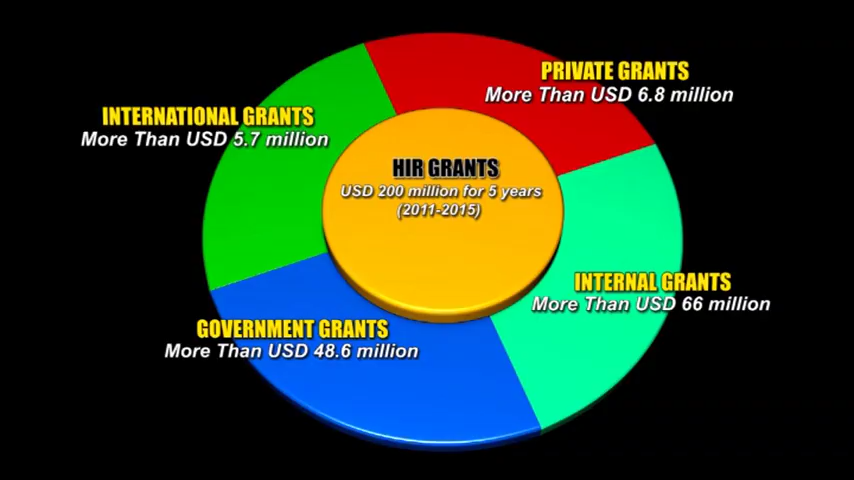 PRIVATE GRANTS
More Than USD 6.8 million
INTERNATIONAL GRANTS
More Than USD 5.7 million
HIR GRANTS
USD 200 million for 5 years
(2011-2015)
INTERNAL GRANTS
More Than USD 66 million
GOVERNMENT GRANTS
More Than USD 48.6 million